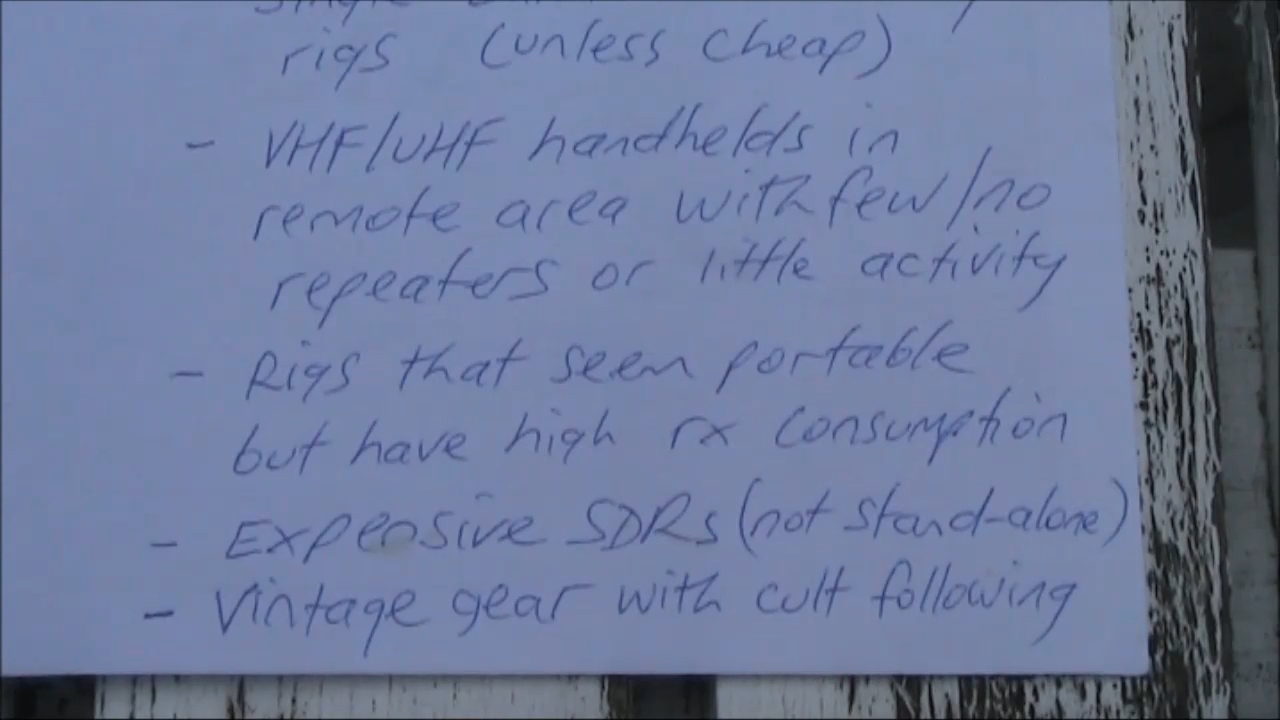 rigs (unless cheap)
- VHF/UHF handhelds in
remote area with few/no
repeaters or little activity
- Rigs that seem portable
but have high rx consumption
- Expensive SDRs (not stand-alone)
- Vintage gear with cult following